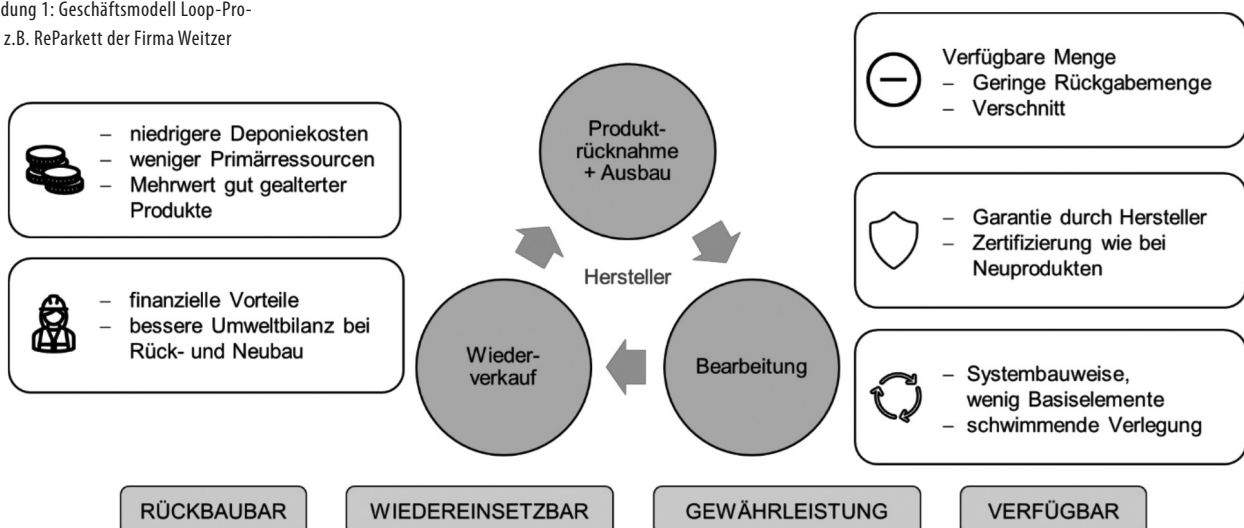 dung 1: Geschäftsmodell Loop-Pro-
z.B. ReParkett der Firma Weitzer
– niedrigere Deponiekosten
– weniger Primärressourcen
– Mehrwert gut gealterter
Produkte
– finanzielle Vorteile
– bessere Umweltbilanz bei
Rück- und Neubau
Produkt-
rücknahme
+ Ausbau
Hersteller
Wieder-
verkauf
Bearbeitung
Verfügbare Menge
– Geringe Rückgabemenge
– Verschnitt
– Garantie durch Hersteller
– Zertifizierung wie bei
Neuprodukten
– Systembauweise,
wenig Basiselemente
– schwimmende Verlegung
RÜCKBAUBAR
WIEDEREINSETZBAR
GEWÄHRLEISTUNG
VERFÜGBAR